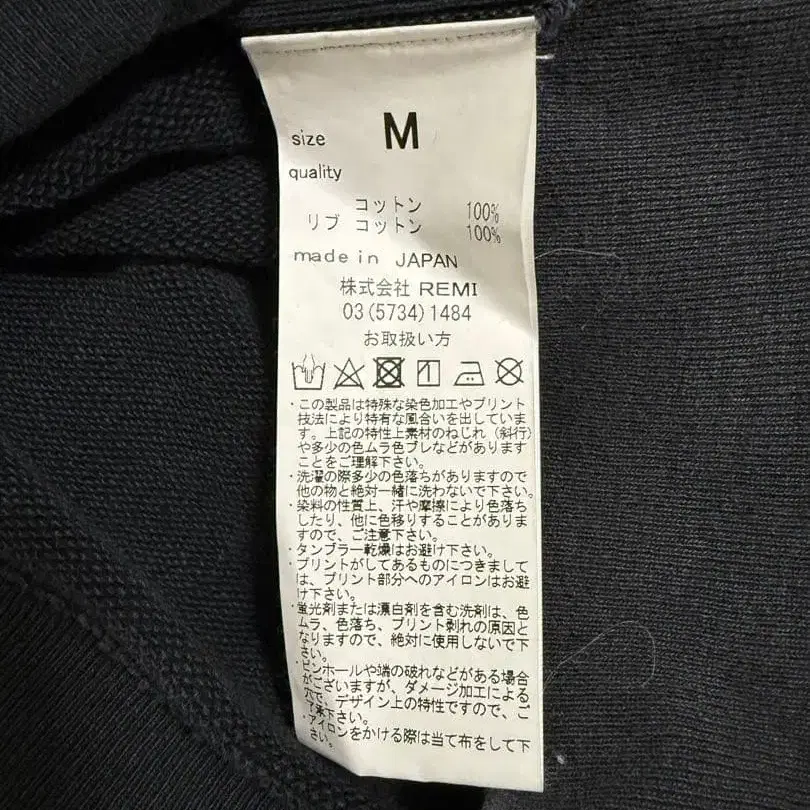 size M
quality
コットン 100%
リブ コットン 100%
made in JAPAN
株式会社 REMI
03(5734)1484
お取扱い方
・この製品は特殊な染色加工やプリント
技法により特有な風合いを出していま
す。上記の特性上素材のねじれ（斜行）
や多少の色ムラ色ブレなどがあります
ことをご理解下さい。
・洗濯の際多少の色落ちがありますので
他の物と絶対一緒に洗わないで下さい。
・染料の性質上、汗や摩擦により色落ち
したり、他に色移りすることがありま
すので、ご注意下さい。
・タンブラー乾燥はお避け下さい。
・プリントがしてあるものにつきまして
は、プリント部分へのアイロンはお避
け下さい。
・蛍光剤または漂白剤を含む洗剤は、色
ムラ、色落ち、プリント剥れの原因と
なりますので、絶対に使用しないで下
さい。
・ピンホールや端の破れなどがある場合
がございますが、ダメージ加工による
穴で、デザイン上の特性ですので、ご
了承下さい。
・アイロンをかける際は当て布をして下
さい。